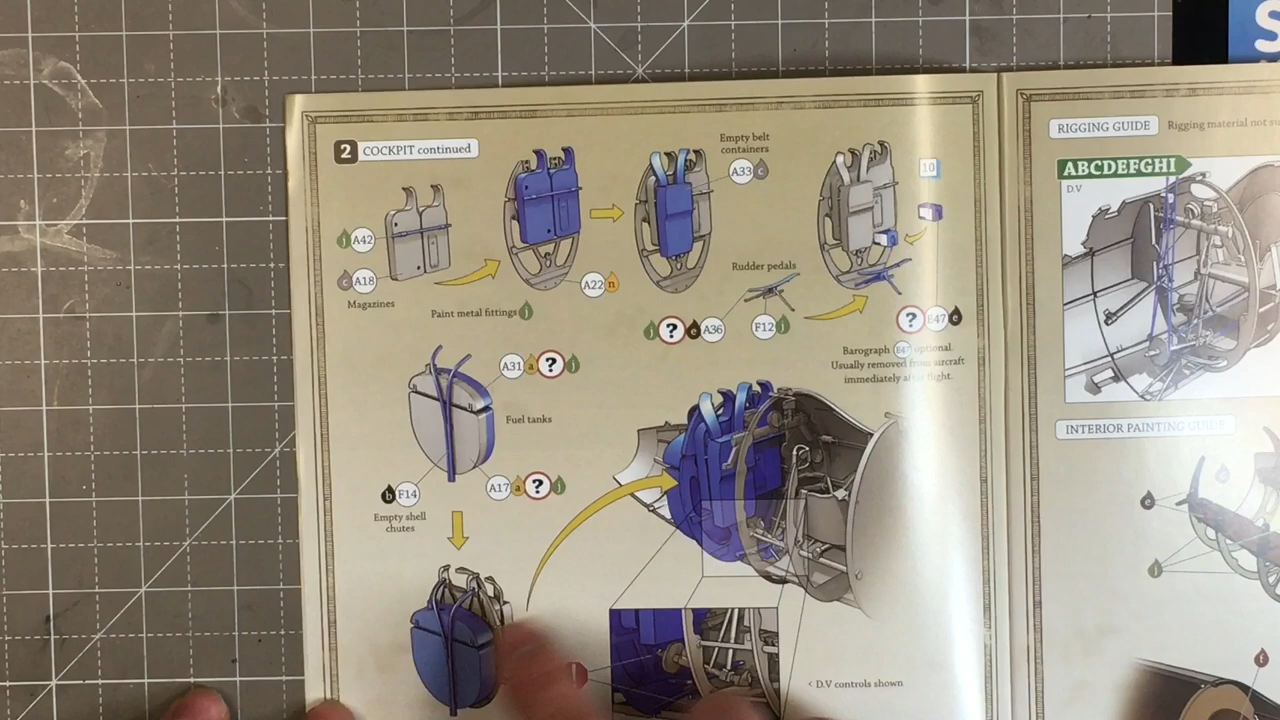 2 COCKPIT continued
Empty belt
containers
A33 c
10
j A42
c A18
Magazines
Paint metal fittings j
A22 n
Rudder pedals
j ? e A36
F12 j
? E47 e
Barograph E47 optional.
Usually removed from aircraft
immediately after flight.
A31 a ? j
Fuel tanks
A17 a ? j
b F14
Empty shell
chutes
< D.V controls shown
RIGGING GUIDE
Rigging material not
ABCDEFGHI
D.V
INTERIOR PAINTING GUIDE
e
j
f
S